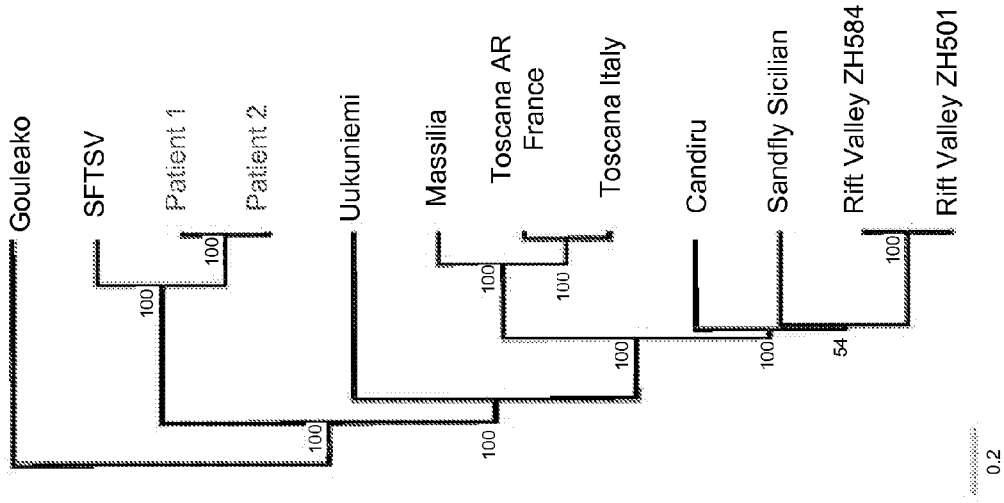 Gouleako
SFTSV
Patient 1
Patient 2
Uukuniemi
Massilia
Toscana AR
France
Toscana Italy
Candiru
Sandfly Sicilian
Rift Valley ZH584
Rift Valley ZH501
100
100
100
100
100
100
100
100
54
100
0.2